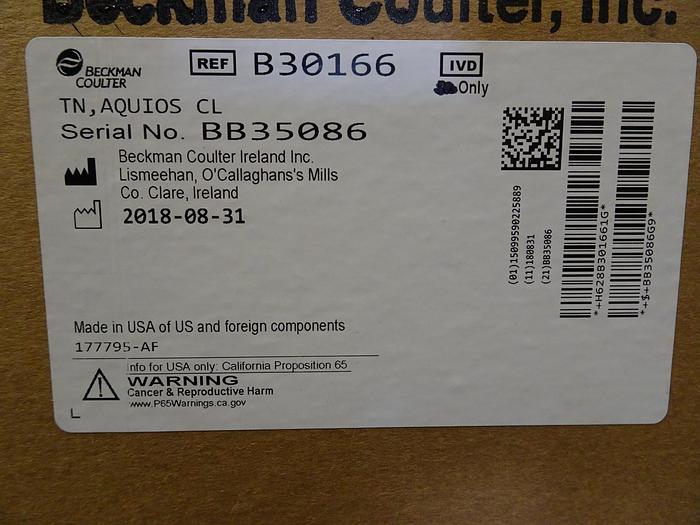 Beckman Coulter, Inc.
BECKMAN
COULTER
REF B30166 IVD
Only
TN,AQUIOS CL
Serial No. BB35086
Beckman Coulter Ireland Inc.
Lismeehan, O'Callaghans's Mills
Co. Clare, Ireland
2018-08-31
(01)15099590225889
(11)180831
(21)BB35086
*+H628B301661G*
*+$+BB35086G9*
Made in USA of US and foreign components
177795-AF
Info for USA only: California Proposition 65
WARNING
Cancer & Reproductive Harm
www.P65Warnings.ca.gov